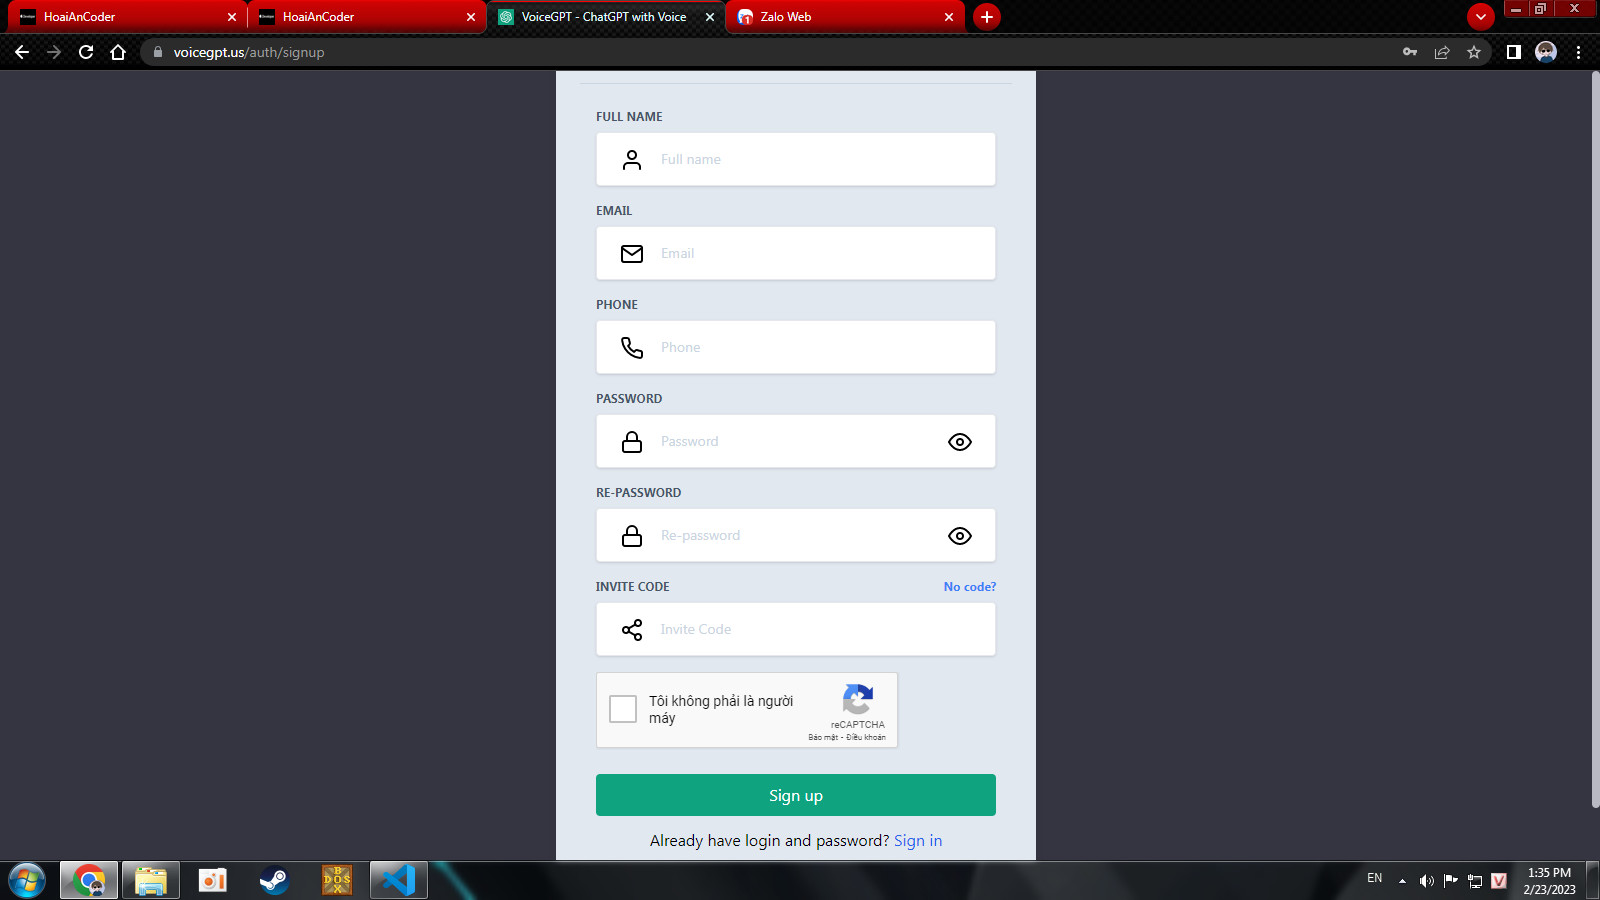 HoaiAnCoder
HoaiAnCoder
VoiceGPT - ChatGPT with Voice
Zalo Web
voicegpt.us/auth/signup
FULL NAME
Full name
EMAIL
Email
PHONE
Phone
PASSWORD
Password
RE-PASSWORD
Re-password
INVITE CODE
No code?
Invite Code
Tôi không phải là người
máy
reCAPTCHA
Bảo mật - Điều khoản
Sign up
Already have login and password? Sign in
EN
1:35 PM
2/23/2023